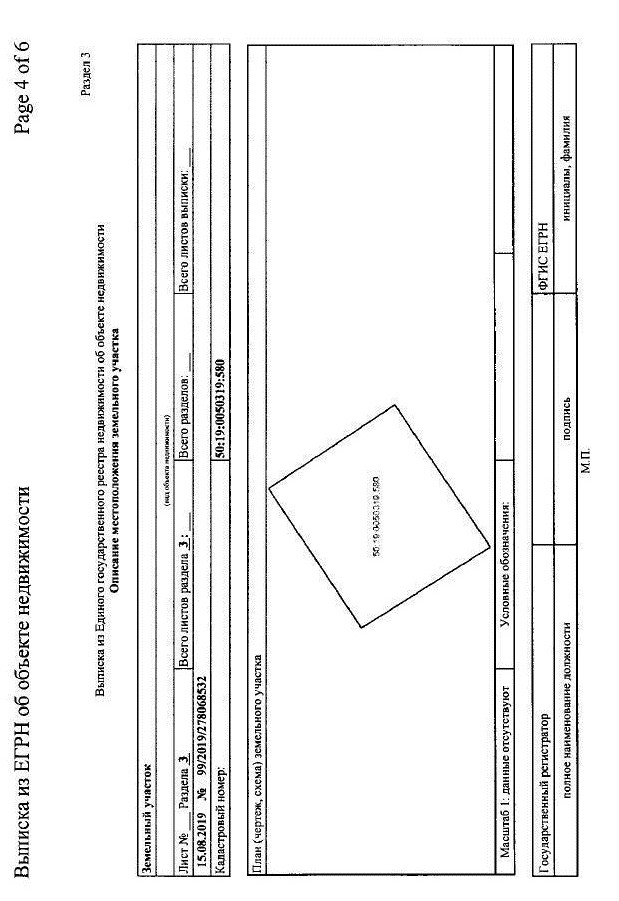 Выписка из ЕГРН об объекте недвижимости Page 4 of 6
Раздел 3
Выписка из Единого государственного реестра недвижимости об объекте недвижимости
Описание местоположения земельного участка
Земельный участок
(вид объекта недвижимости)
Лист № ___ Раздела 3 Всего листов раздела 3 : ___ Всего разделов: ___ Всего листов выписки: ___
15.08.2019 № 99/2019/278068532
Кадастровый номер: 50:19:0050319:580
План (чертеж, схема) земельного участка
50:19:0050319:580
Масштаб 1: данные отсутствуют Условные обозначения:
Государственный регистратор ФГИС ЕГРН
полное наименование должности подпись инициалы, фамилия
М.П.